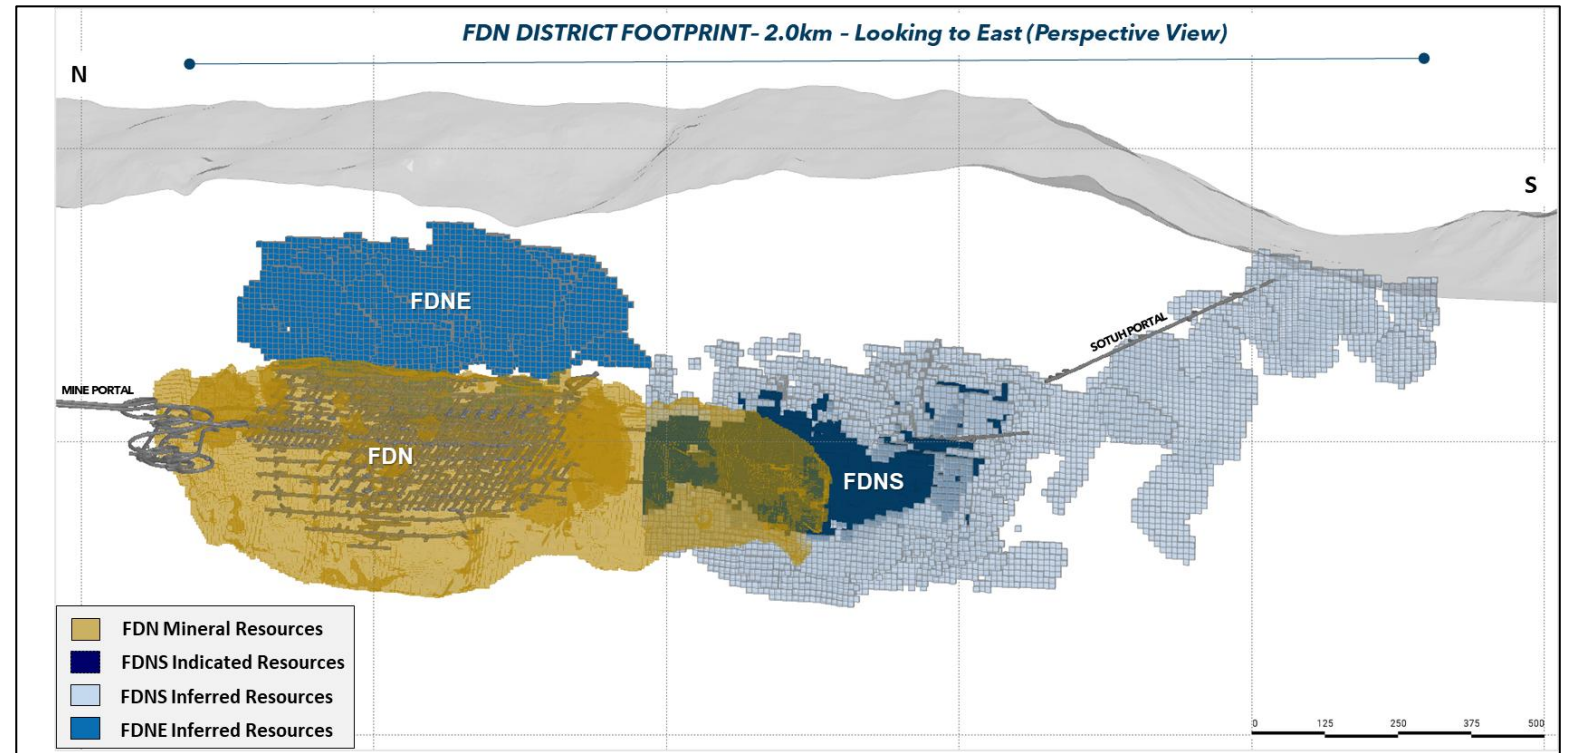 FDN DISTRICT FOOTPRINT– 2.0km – Looking to East (Perspective View)
N
S
FDNE
SOTUH PORTAL
MINE PORTAL
FDN
FDNS
FDN Mineral Resources
FDNS Indicated Resources
FDNS Inferred Resources
FDNE Inferred Resources
0 125 250 375 500